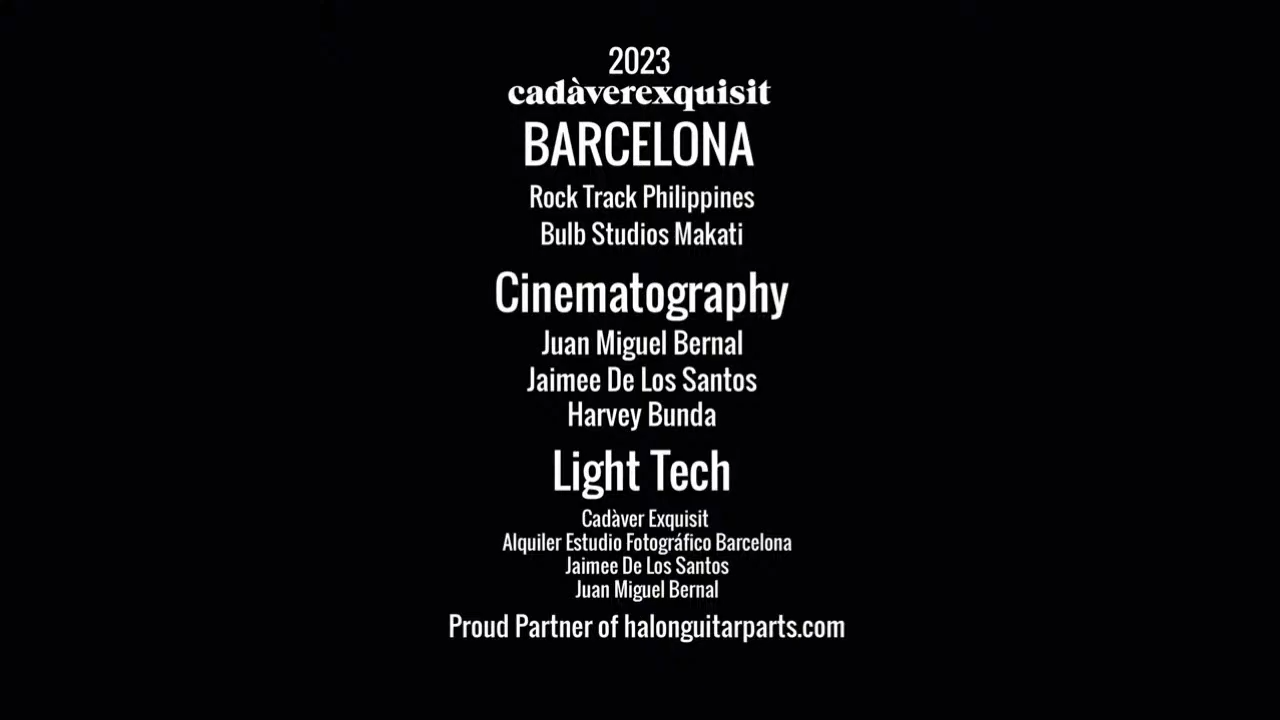 2023
cadàverexquisit
BARCELONA
Rock Track Philippines
Bulb Studios Makati
Cinematography
Juan Miguel Bernal
Jaimee De Los Santos
Harvey Bunda
Light Tech
Cadàver Exquisit
Alquiler Estudio Fotográfico Barcelona
Jaimee De Los Santos
Juan Miguel Bernal
Proud Partner of halonguitarparts.com